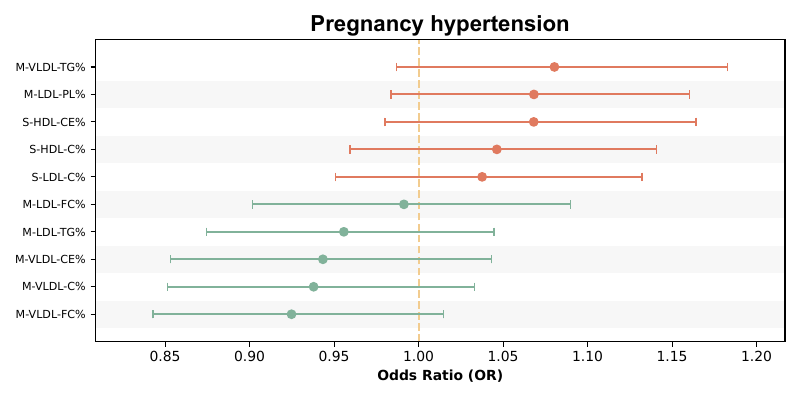 Pregnancy hypertension
M-VLDL-TG%
M-LDL-PL%
S-HDL-CE%
S-HDL-C%
S-LDL-C%
M-LDL-FC%
M-LDL-TG%
M-VLDL-CE%
M-VLDL-C%
M-VLDL-FC%
0.85 0.90 0.95 1.00 1.05 1.10 1.15 1.20
Odds Ratio (OR)